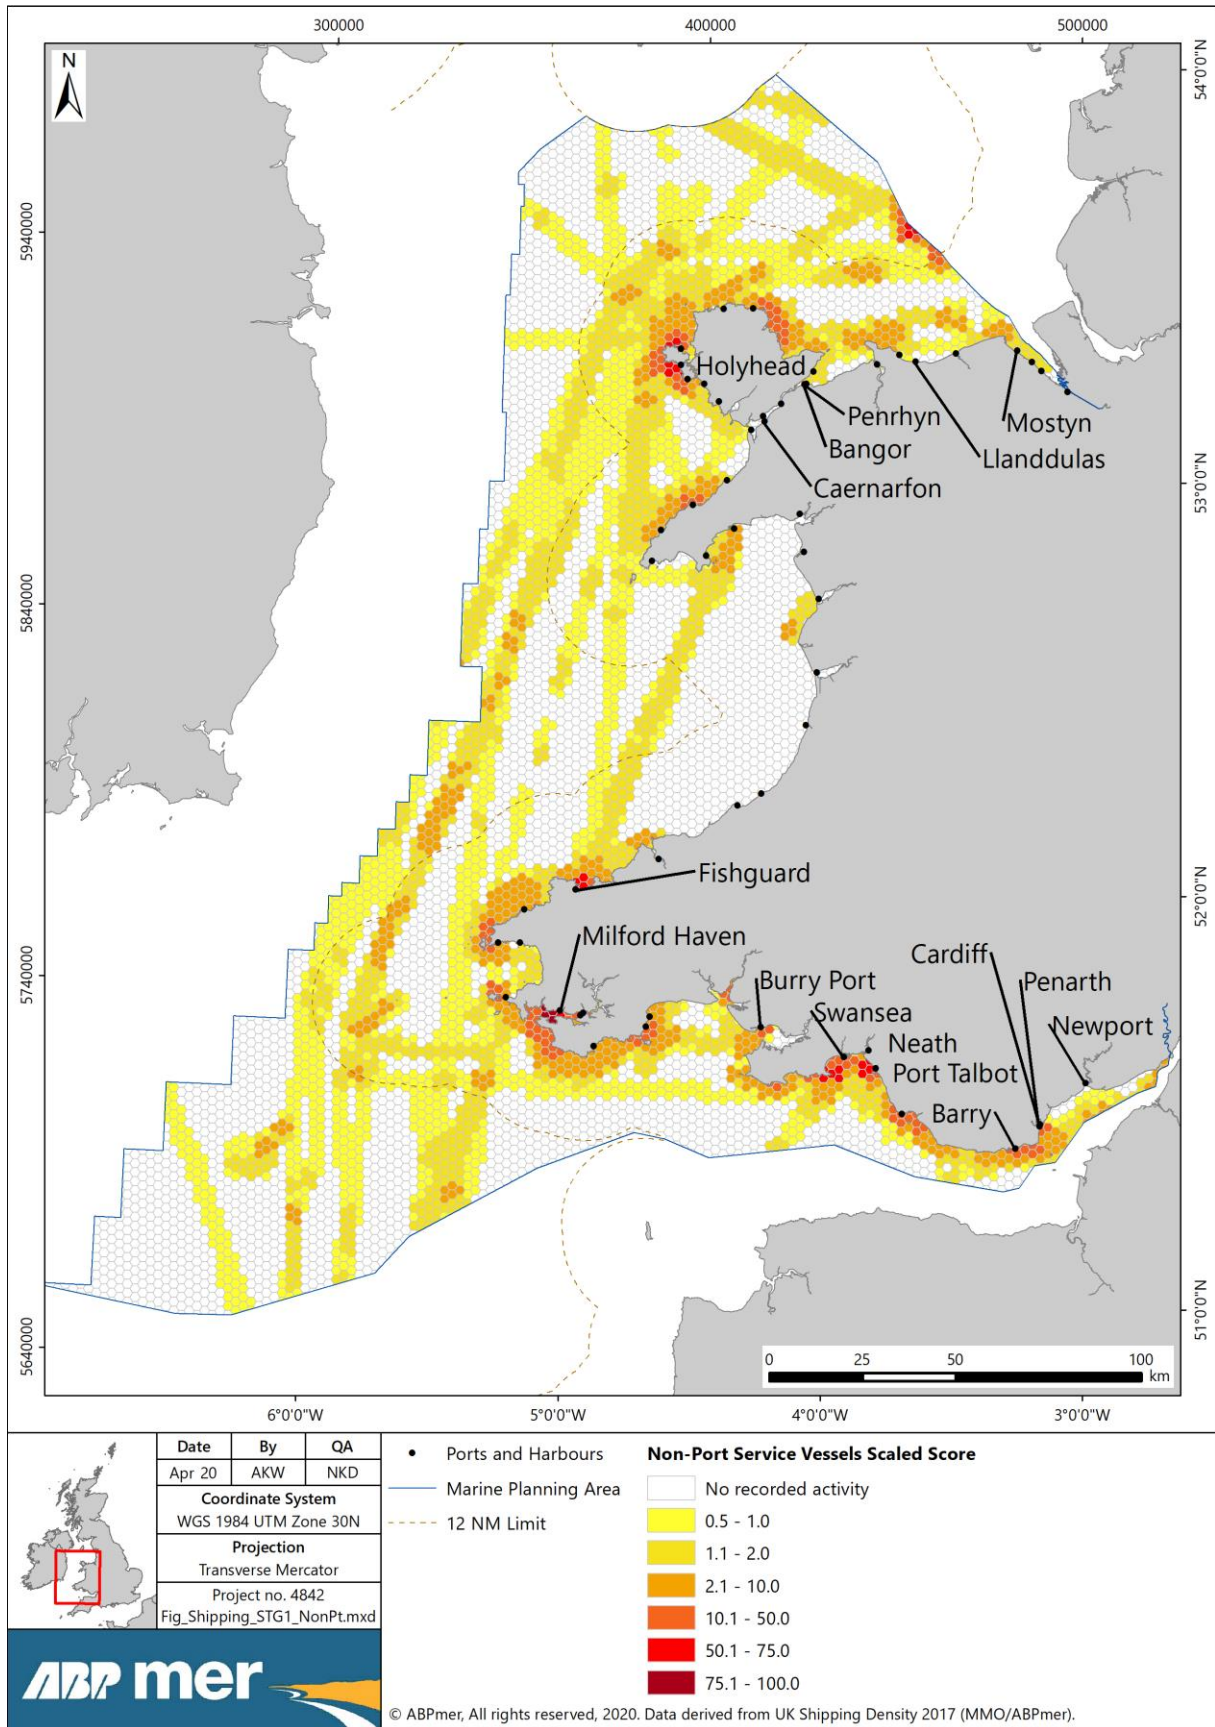 300000 400000 500000
N
54°0'0"N
5940000
Holyhead
Penrhyn
Mostyn
Bangor
Llanddulas
Caernarfon
53°0'0"N
5840000
Fishguard
52°0'0"N
Milford Haven
Cardiff
Penarth
5740000
Burry Port
Swansea
Newport
Neath
Port Talbot
Barry
51°0'0"N
5640000
0 25 50 100
km
6°0'0"W 5°0'0"W 4°0'0"W 3°0'0"W
Date By QA
Apr 20 AKW NKD
Coordinate System
WGS 1984 UTM Zone 30N
Projection
Transverse Mercator
Project no. 4842
Fig_Shipping_STG1_NonPt.mxd
ABPmer
Ports and Harbours
Marine Planning Area
12 NM Limit
Non-Port Service Vessels Scaled Score
No recorded activity
0.5 - 1.0
1.1 - 2.0
2.1 - 10.0
10.1 - 50.0
50.1 - 75.0
75.1 - 100.0
© ABPmer, All rights reserved, 2020. Data derived from UK Shipping Density 2017 (MMO/ABPmer).